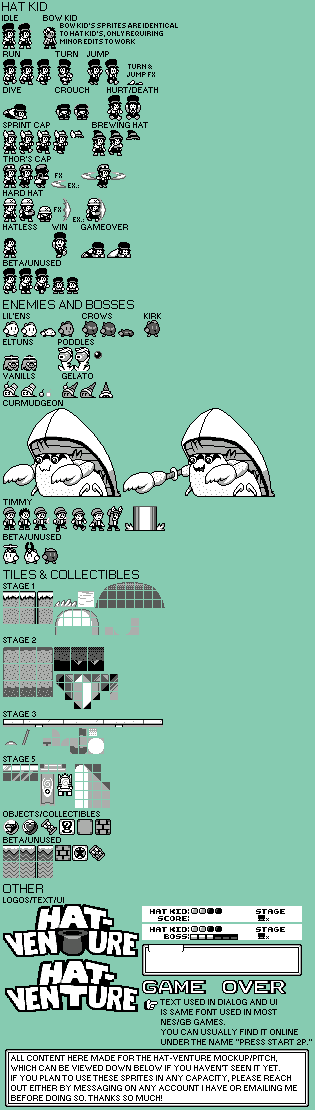 HAT KID
IDLE
BOW KID
BOW KID'S SPRITES ARE IDENTICAL
TO HAT KID'S, ONLY REQUIRING
MINOR EDITS TO WORK
RUN
TURN
JUMP
TURN &
JUMP FX
DIVE
CROUCH
HURT/DEATH
SPRINT CAP
BREWING HAT
THOR'S CAP
FX
EX.:
HARD HAT
FX
EX.:
HATLESS
WIN
GAMEOVER
BETA/UNUSED
ENEMIES AND BOSSES
LIL'ENS
CROWS
KIRK
ELTUNS
PODDLES
VANILLS
GELATO
CURMUDGEON
TIMMY
BETA/UNUSED
TILES & COLLECTIBLES
STAGE 1
STAGE 2
STAGE 3
STAGE 5
OBJECTS/COLLECTIBLES
BETA/UNUSED
OTHER
LOGOS/TEXT/UI
HAT-
VENTURE
HAT-
VENTURE
HAT KID:
STAGE
SCORE:
x
HAT KID:
STAGE
BOSS:
x
GAME OVER
TEXT USED IN DIALOG AND UI
IS SAME FONT USED IN MOST
NES/GB GAMES.
YOU CAN USUALLY FIND IT ONLINE
UNDER THE NAME "PRESS START 2P."
ALL CONTENT HERE MADE FOR THE HAT-VENTURE MOCKUP/PITCH,
WHICH CAN BE VIEWED DOWN BELOW IF YOU HAVEN'T SEEN IT YET.
IF YOU PLAN TO USE THESE SPRITES IN ANY CAPACITY, PLEASE REACH
OUT EITHER BY MESSAGING ON ANY ACCOUNT I HAVE OR EMAILING ME
BEFORE DOING SO. THANKS SO MUCH!